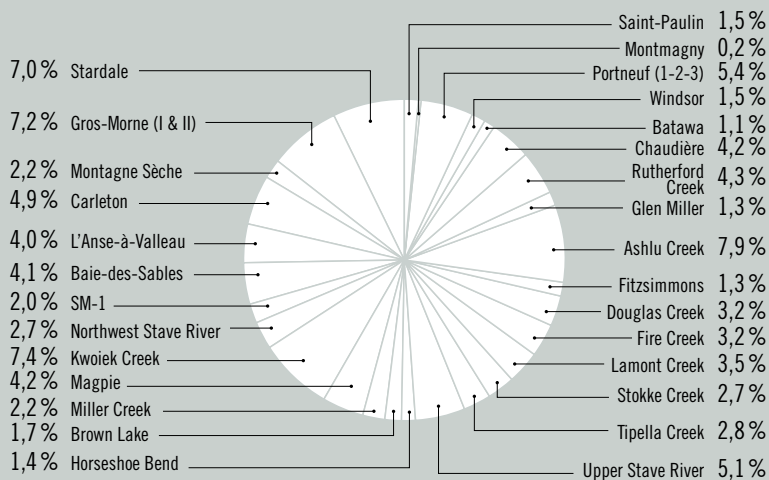 7,0 % Stardale
7,2 % Gros-Morne (I & II)
2,2 % Montagne Sèche
4,9 % Carleton
4,0 % L'Anse-à-Valleau
4,1 % Baie-des-Sables
2,0 % SM-1
2,7 % Northwest Stave River
7,4 % Kwoiek Creek
4,2 % Magpie
2,2 % Miller Creek
1,7 % Brown Lake
1,4 % Horseshoe Bend
Saint-Paulin 1,5 %
Montmagny 0,2 %
Portneuf (1-2-3) 5,4 %
Windsor 1,5 %
Batawa 1,1 %
Chaudière 4,2 %
Rutherford
Creek 4,3 %
Glen Miller 1,3 %
Ashlu Creek 7,9 %
Fitzsimmons 1,3 %
Douglas Creek 3,2 %
Fire Creek 3,2 %
Lamont Creek 3,5 %
Stokke Creek 2,7 %
Tipella Creek 2,8 %
Upper Stave River 5,1 %